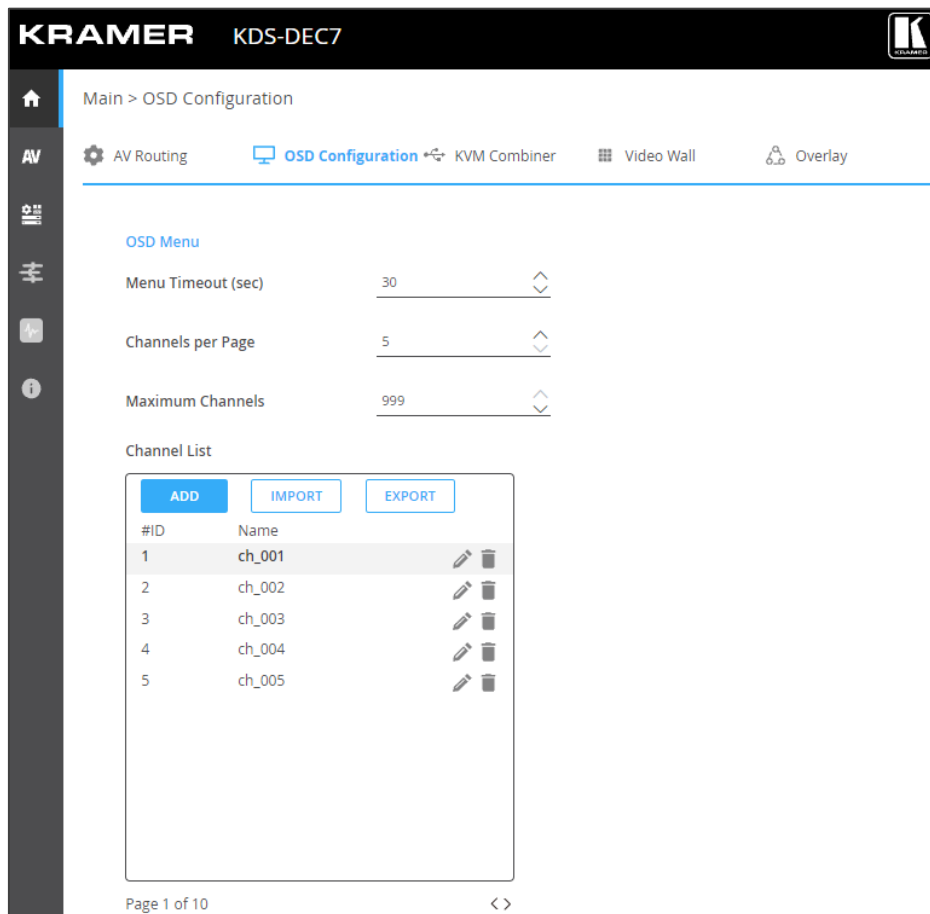 KRAMER KDS-DEC7
KRAMER
Main > OSD Configuration
AV
AV Routing OSD Configuration KVM Combiner Video Wall Overlay
OSD Menu
Menu Timeout (sec) 30
Channels per Page 5
Maximum Channels 999
Channel List
ADD IMPORT EXPORT
#ID Name
1 ch_001
2 ch_002
3 ch_003
4 ch_004
5 ch_005
Page 1 of 10 < >